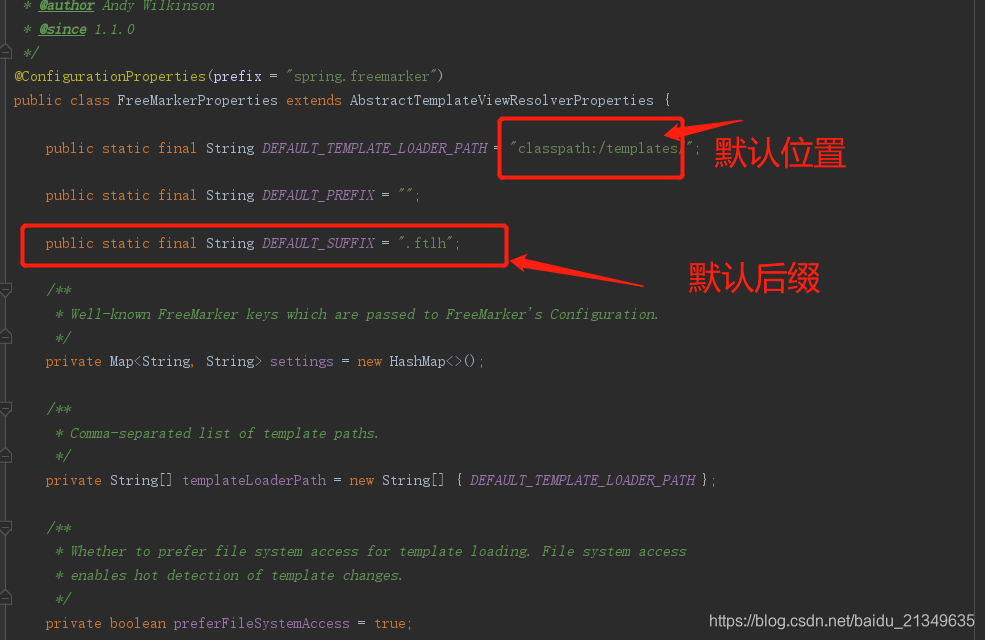 * @author Andy Wilkinson
* @since 1.1.0
*/
@ConfigurationProperties(prefix = "spring.freemarker")
public class FreeMarkerProperties extends AbstractTemplateViewResolverProperties {
public static final String DEFAULT_TEMPLATE_LOADER_PATH = "classpath:/templates/"; 默认位置
public static final String DEFAULT_PREFIX = "";
public static final String DEFAULT_SUFFIX = ".ftlh";
默认后缀
/**
* Well-known FreeMarker keys which are passed to FreeMarker's Configuration.
*/
private Map<String, String> settings = new HashMap<>();
/**
* Comma-separated list of template paths.
*/
private String[] templateLoaderPath = new String[] { DEFAULT_TEMPLATE_LOADER_PATH };
/**
* Whether to prefer file system access for template loading. File system access
* enables hot detection of template changes.
*/
private boolean preferFileSystemAccess = true;
https://blog.csdn.net/baidu_21349635